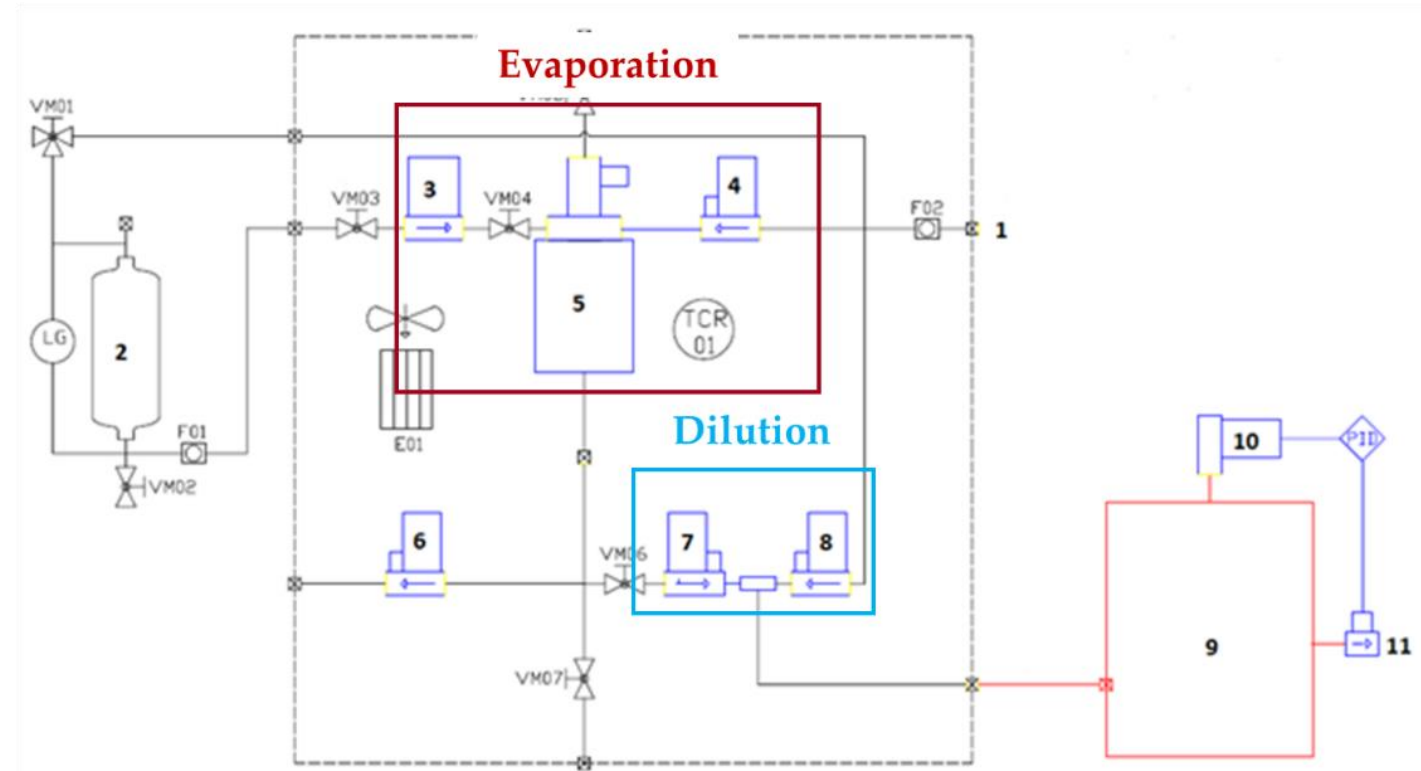 Evaporation
VM01
3
4
VM03
VM04
F02
1
5
TCR
01
LG
2
E01
F01
VM02
Dilution
10
PID
6
7
8
VM06
9
11
VM07